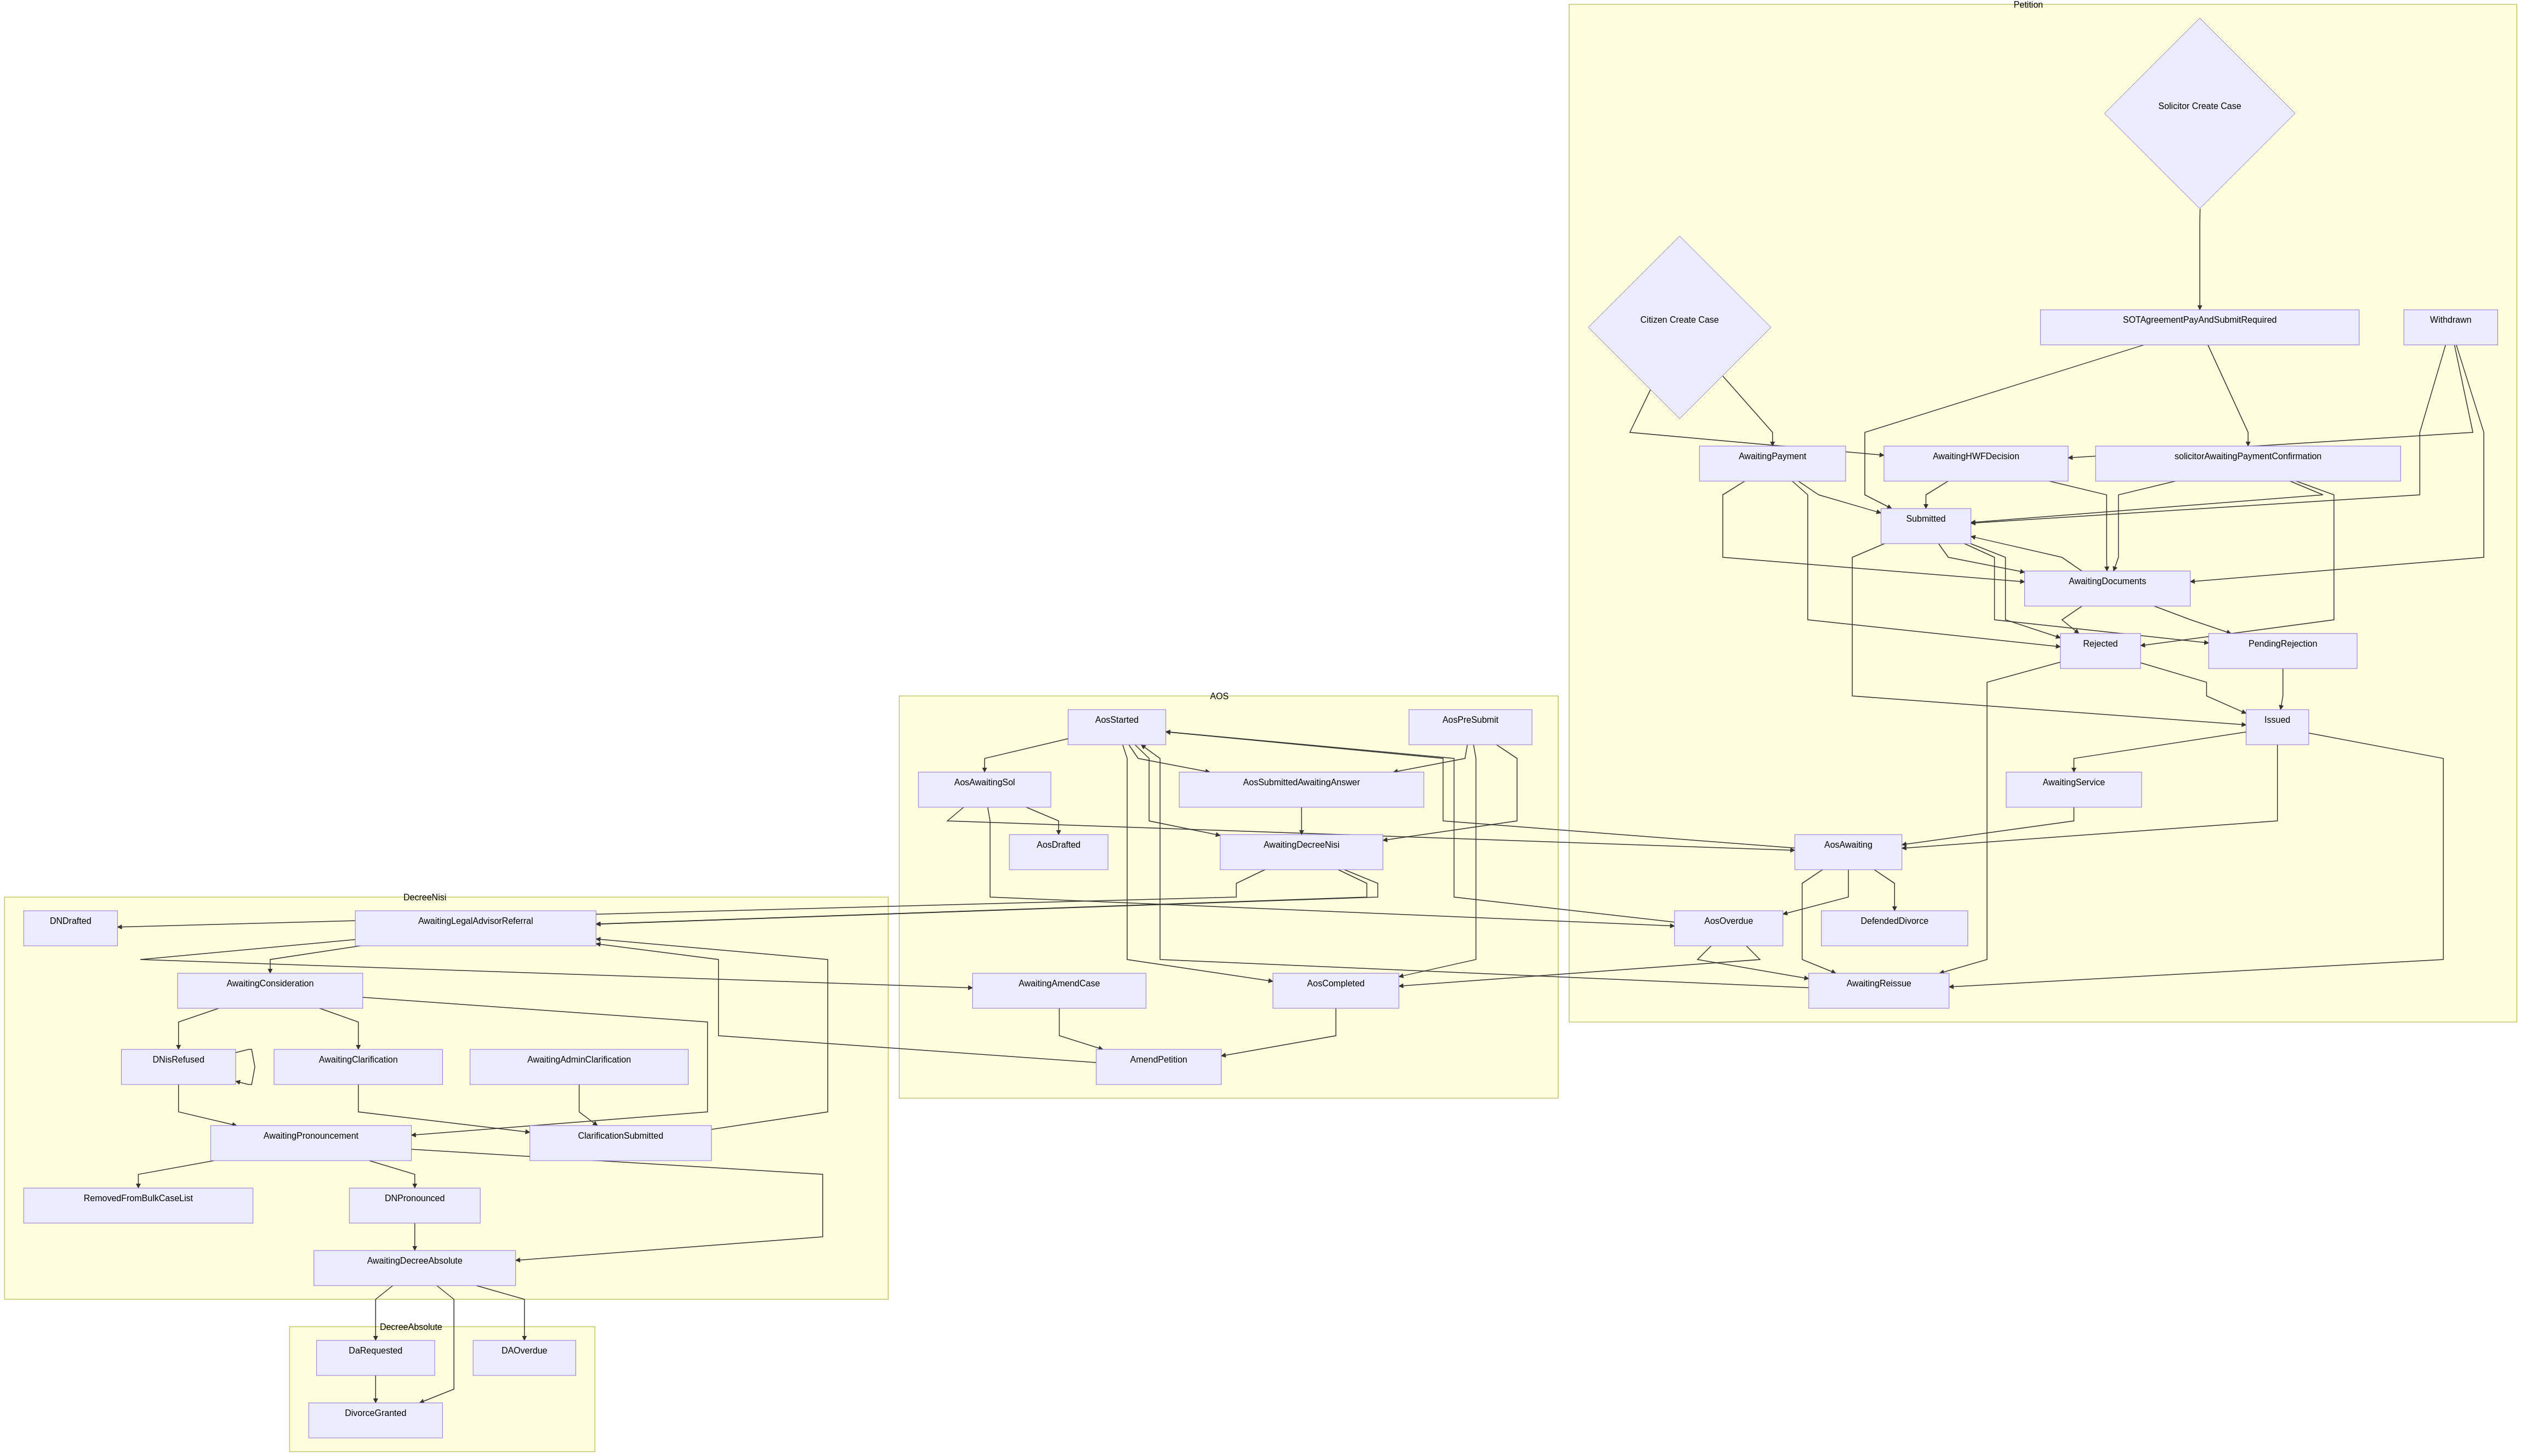 Petition
Solicitor Create Case
Citizen Create Case
SOTAgreementPayAndSubmitRequired
Withdrawn
AwaitingPayment
AwaitingHWFDecision
solicitorAwaitingPaymentConfirmation
Submitted
AwaitingDocuments
Rejected
PendingRejection
Issued
AwaitingService
AosAwaiting
AosOverdue
DefendedDivorce
AwaitingReissue
AOS
AosStarted
AosPreSubmit
AosAwaitingSol
AosSubmittedAwaitingAnswer
AosDrafted
AwaitingDecreeNisi
AwaitingAmendCase
AosCompleted
AmendPetition
DecreeNisi
DNDrafted
AwaitingLegalAdvisorReferral
AwaitingConsideration
DNisRefused
AwaitingClarification
AwaitingAdminClarification
AwaitingPronouncement
ClarificationSubmitted
RemovedFromBulkCaseList
DNPronounced
AwaitingDecreeAbsolute
DecreeAbsolute
DaRequested
DAOverdue
DivorceGranted